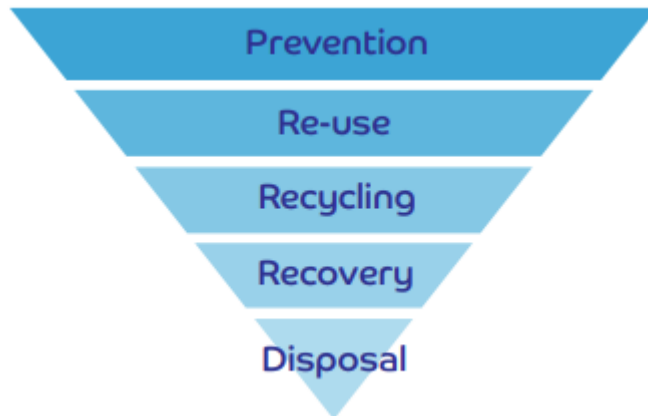 Prevention
Re-use
Recycling
Recovery
Disposal